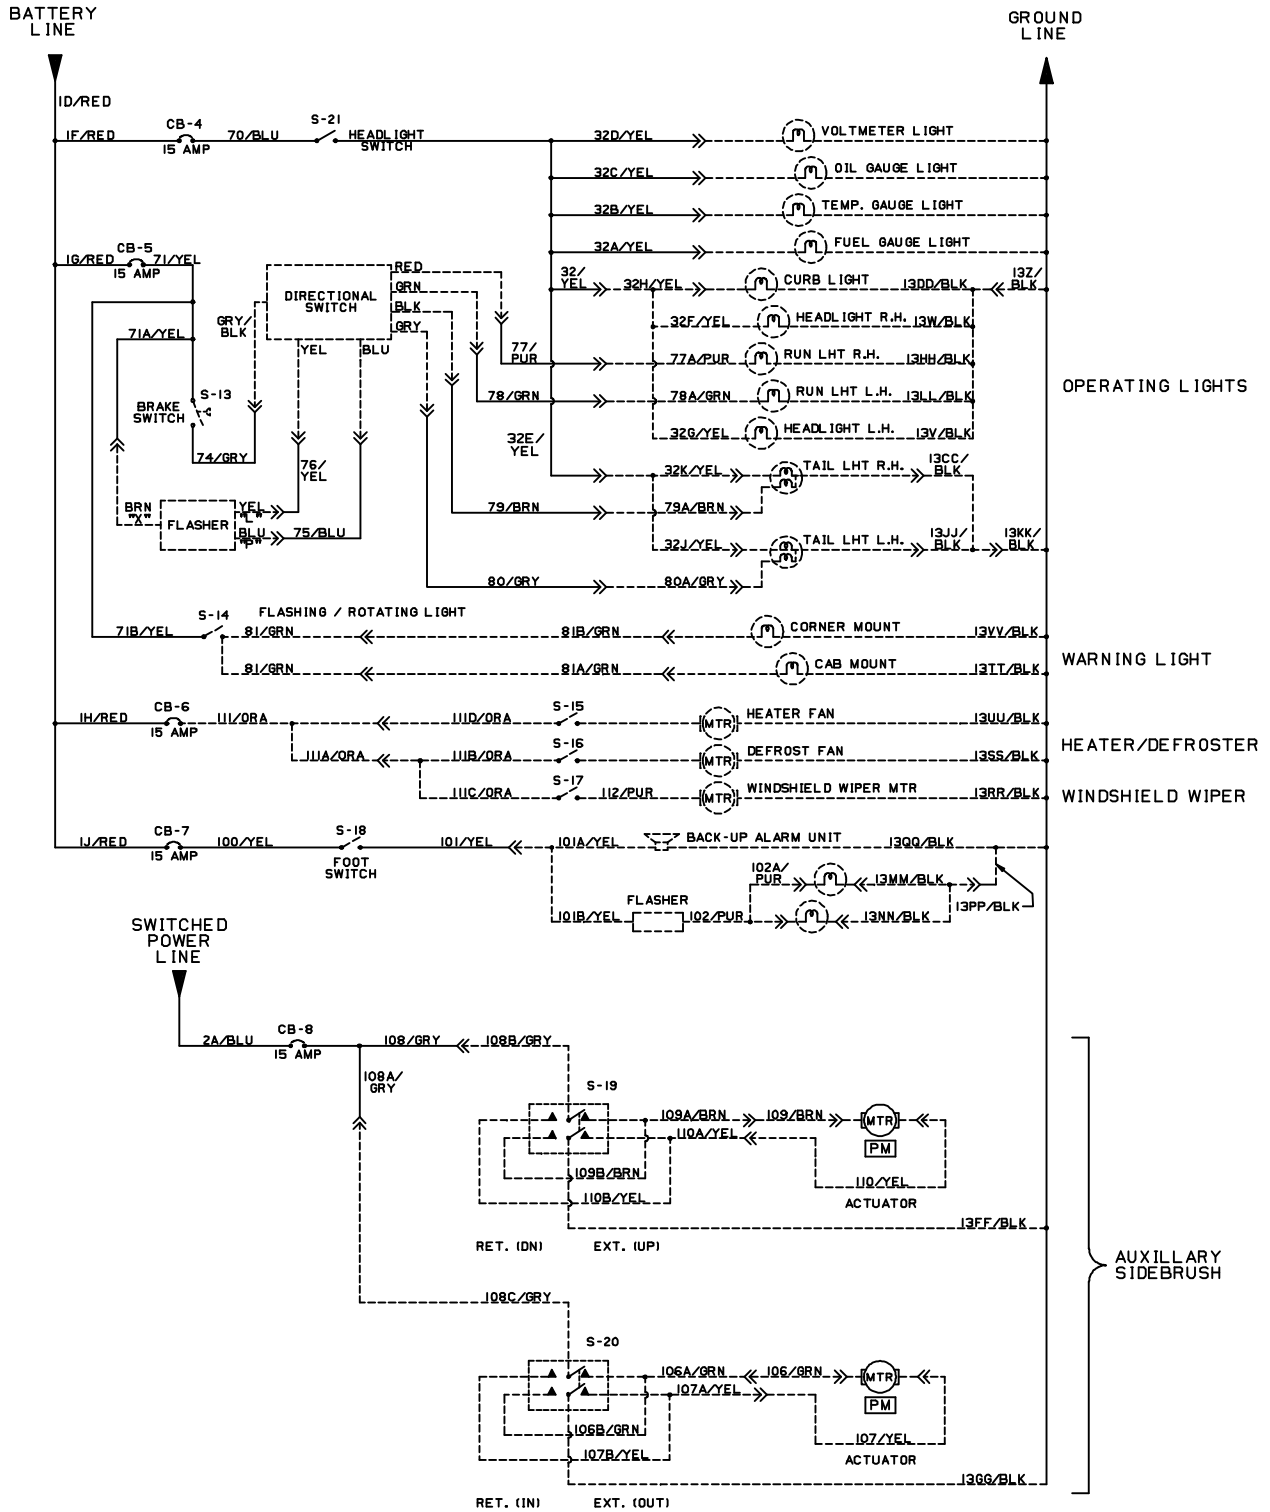 BATTERY
LINE
GROUND
LINE
1D/RED
1F/RED
CB-4
15 AMP
70/BLU
S-21
HEADLIGHT
SWITCH
32D/YEL
VOLTMETER LIGHT
32C/YEL
OIL GAUGE LIGHT
32B/YEL
TEMP. GAUGE LIGHT
32A/YEL
FUEL GAUGE LIGHT
1G/RED
CB-5
15 AMP
71/YEL
DIRECTIONAL
SWITCH
RED
GRN
BLK
GRY
GRY/
BLK
YEL
BLU
32/
YEL
32H/YEL
CURB LIGHT
13DD/BLK
13Z/
BLK
32F/YEL
HEADLIGHT R.H.
13W/BLK
71A/YEL
77/
PUR
77A/PUR
RUN LHT R.H.
13HH/BLK
OPERATING LIGHTS
S-13
BRAKE
SWITCH
78/GRN
78A/GRN
RUN LHT L.H.
13LL/BLK
32G/YEL
HEADLIGHT L.H.
13V/BLK
32E/
YEL
74/GRY
76/
YEL
32K/YEL
TAIL LHT R.H.
13CC/
BLK
BRN
"X"
FLASHER
YEL
"L"
BLU
"P"
75/BLU
79/BRN
79A/BRN
32J/YEL
TAIL LHT L.H.
13JJ/
BLK
13KK/
BLK
80/GRY
80A/GRY
S-14
FLASHING / ROTATING LIGHT
71B/YEL
81/GRN
81B/GRN
CORNER MOUNT
13VV/BLK
81/GRN
81A/GRN
CAB MOUNT
13TT/BLK
WARNING LIGHT
1H/RED
CB-6
15 AMP
111/ORA
111D/ORA
S-15
MTR
HEATER FAN
13UU/BLK
111A/ORA
111B/ORA
S-16
MTR
DEFROST FAN
13SS/BLK
HEATER/DEFROSTER
111C/ORA
S-17
112/PUR
MTR
WINDSHIELD WIPER MTR
13RR/BLK
WINDSHIELD WIPER
1J/RED
CB-7
15 AMP
100/YEL
S-18
FOOT
SWITCH
101/YEL
101A/YEL
BACK-UP ALARM UNIT
13QQ/BLK
102A/
PUR
13MM/BLK
13PP/BLK
FLASHER
101B/YEL
102/PUR
13NN/BLK
SWITCHED
POWER
LINE
2A/BLU
CB-8
15 AMP
108/GRY
108B/GRY
108A/
GRY
S-19
109A/BRN
109/BRN
MTR
PM
110A/YEL
109B/BRN
110B/YEL
110/YEL
ACTUATOR
13FF/BLK
RET. (DN)
EXT. (UP)
AUXILLARY
SIDEBRUSH
108C/GRY
S-20
106A/GRN
106/GRN
MTR
PM
107A/YEL
106B/GRN
107B/YEL
107/YEL
ACTUATOR
13GG/BLK
RET. (IN)
EXT. (OUT)